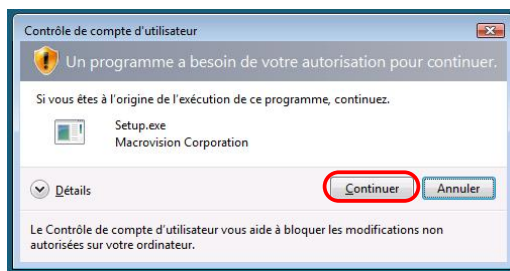 Contrôle de compte d'utilisateur
Un programme a besoin de votre autorisation pour continuer.
Si vous êtes à l'origine de l'exécution de ce programme, continuez.
Setup.exe
Macrovision Corporation
Détails
Continuer
Annuler
Le Contrôle de compte d'utilisateur vous aide à bloquer les modifications non
autorisées sur votre ordinateur.